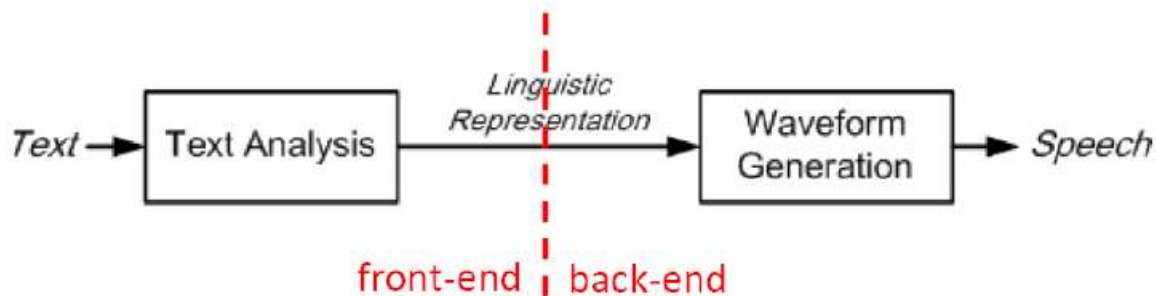 Linguistic
Representation
Text
Text Analysis
Waveform
Generation
Speech
front-end
back-end